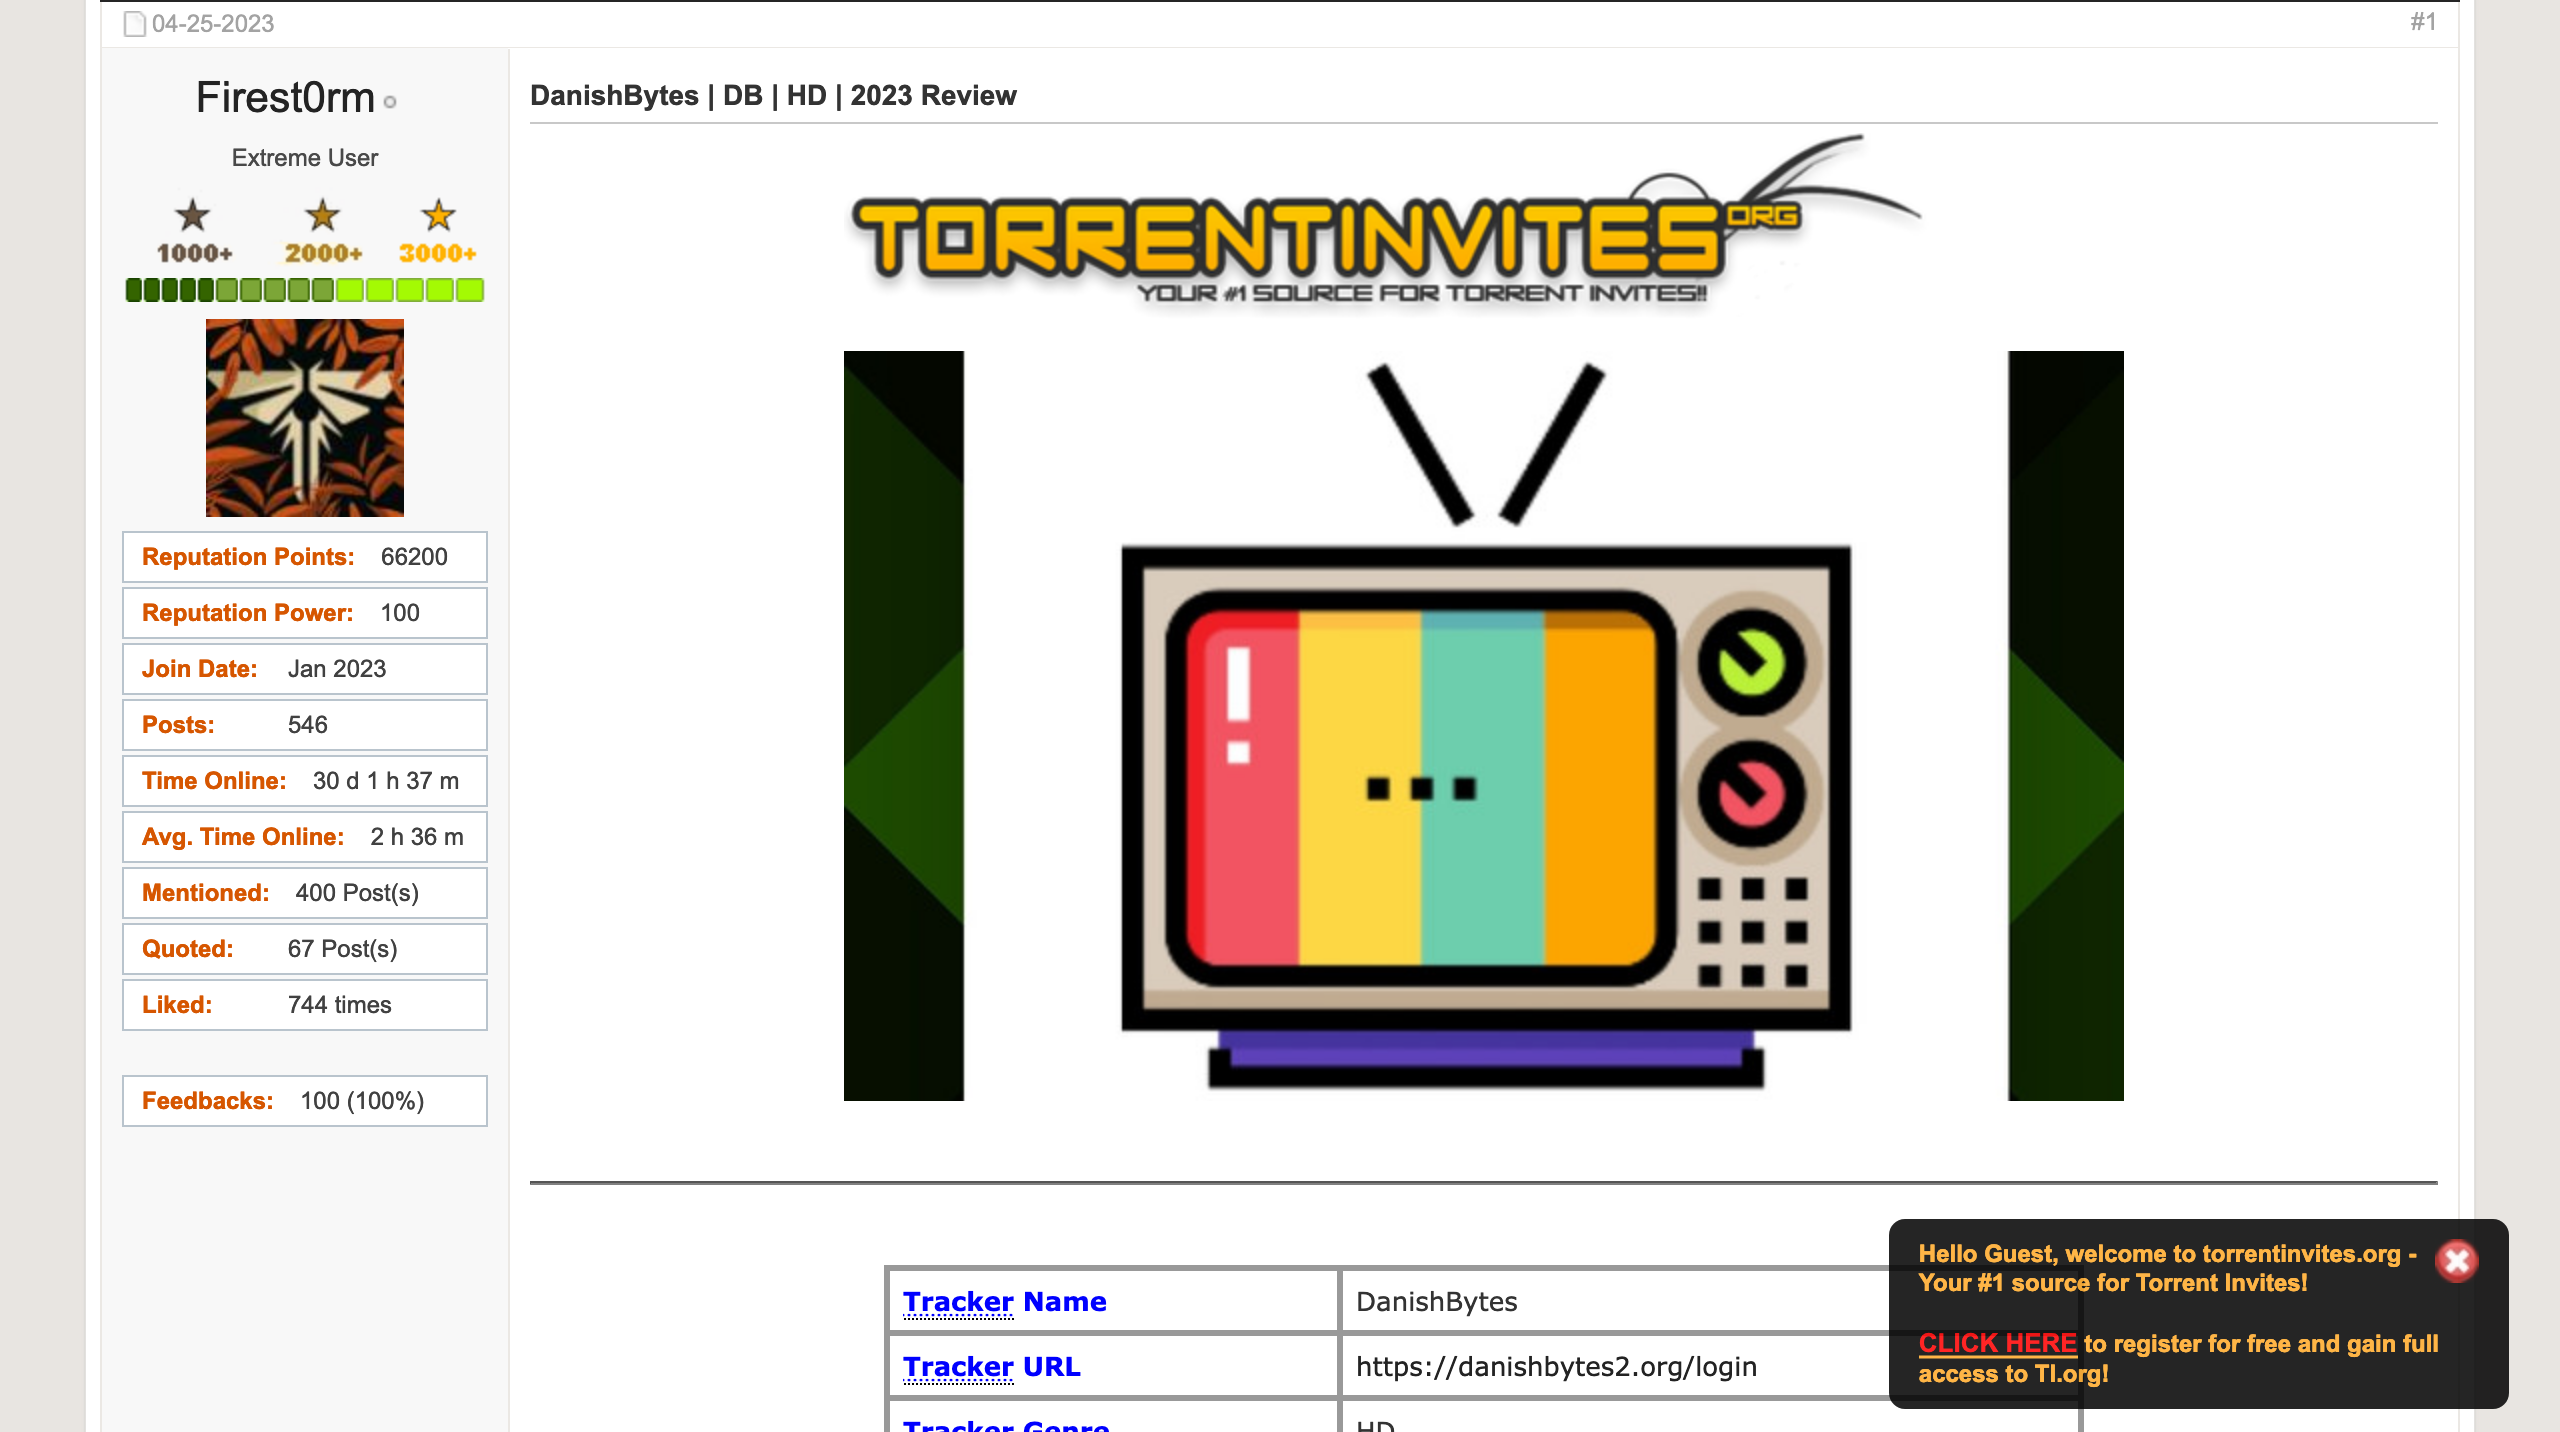 04-25-2023
#1
Firest0rm
Extreme User
1000+ 2000+ 3000+
Reputation Points: 66200
Reputation Power: 100
Join Date: Jan 2023
Posts: 546
Time Online: 30 d 1 h 37 m
Avg. Time Online: 2 h 36 m
Mentioned: 400 Post(s)
Quoted: 67 Post(s)
Liked: 744 times
Feedbacks: 100 (100%)
DanishBytes | DB | HD | 2023 Review
TORRENTINVITES ORG
YOUR #1 SOURCE FOR TORRENT INVITES!!
Tracker Name DanishBytes
Tracker URL https://danishbytes2.org/login
Tracker Genre HD
Hello Guest, welcome to torrentinvites.org -
Your #1 source for Torrent Invites!
CLICK HERE to register for free and gain full
access to TI.org!